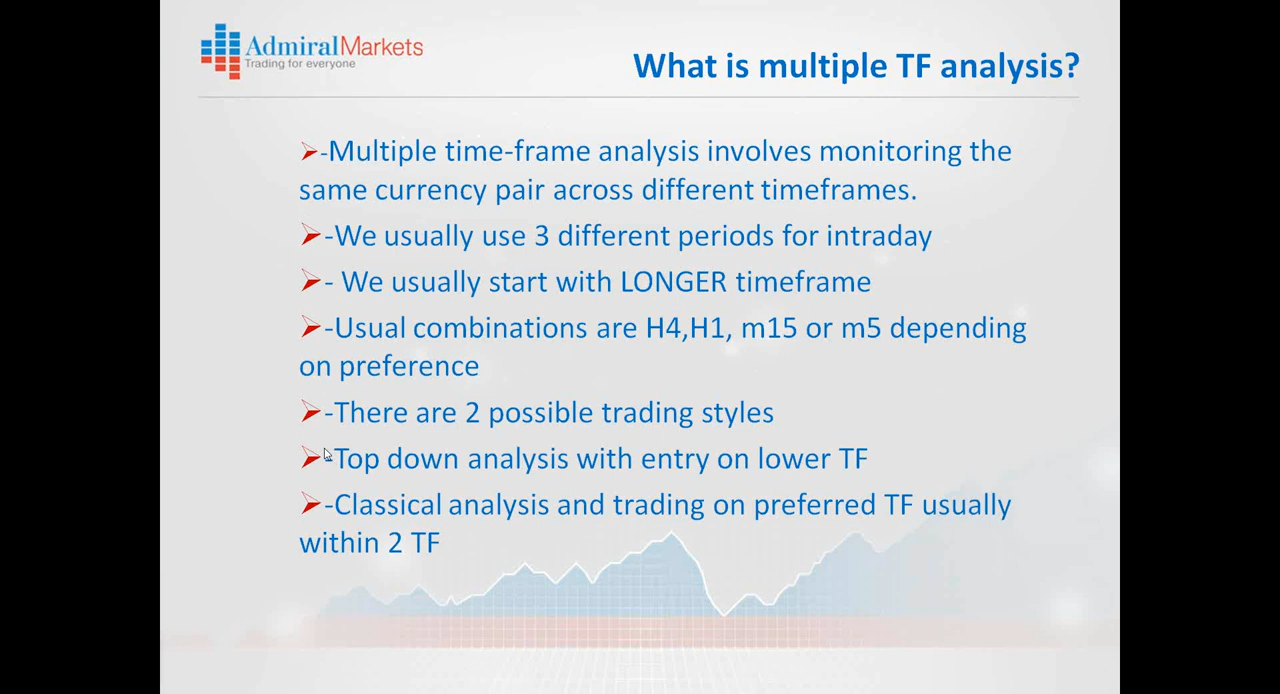 AdmiralMarkets
Trading for everyone
What is multiple TF analysis?
-Multiple time-frame analysis involves monitoring the
same currency pair across different timeframes.
-We usually use 3 different periods for intraday
- We usually start with LONGER timeframe
-Usual combinations are H4,H1, m15 or m5 depending
on preference
-There are 2 possible trading styles
-Top down analysis with entry on lower TF
-Classical analysis and trading on preferred TF usually
within 2 TF